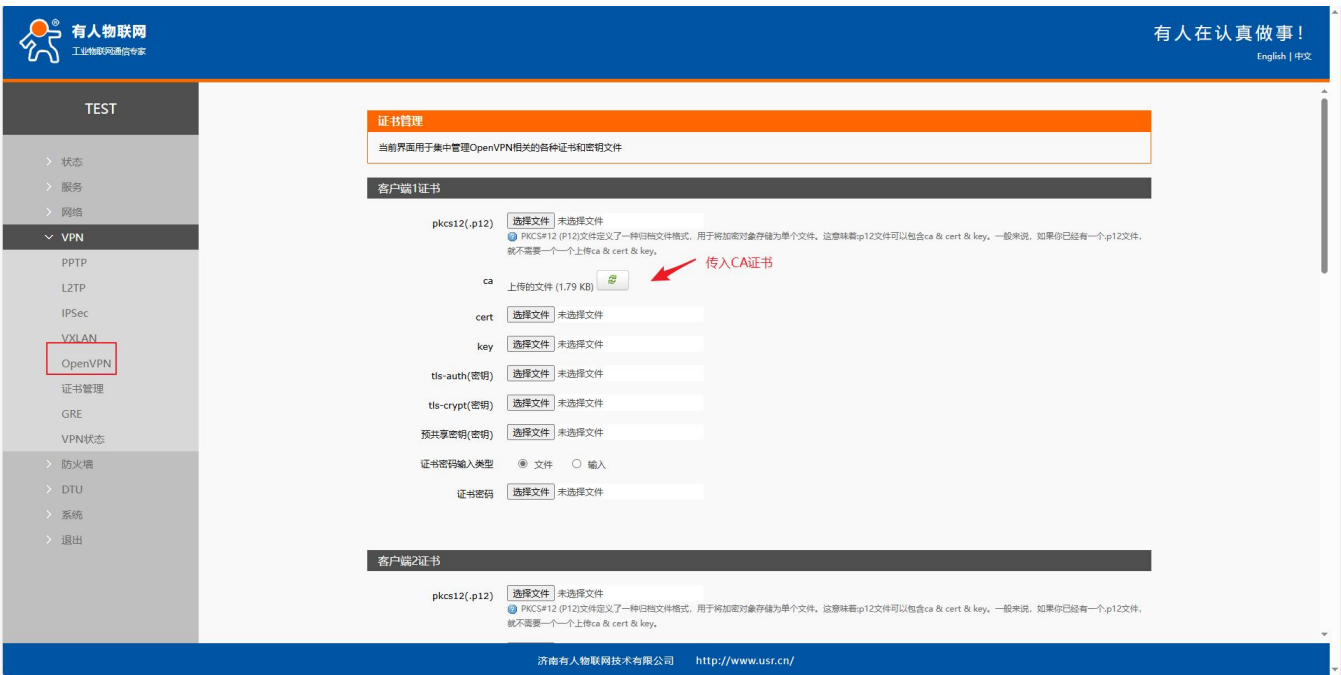 有人物联网
工业物联网通信专家
有人在认真做事！
English | 中文
TEST
状态
服务
网络
VPN
PPTP
L2TP
IPSec
VXLAN
OpenVPN
证书管理
GRE
VPN状态
防火墙
DTU
系统
退出
证书管理
当前界面用于集中管理OpenVPN相关的各种证书和密钥文件
客户端1证书
pkcs12(.p12) 选择文件 未选择文件
PKCS#12 (P12)文件定义了一种归档文件格式，用于将加密对象存储为单个文件。这意味着:p12文件可以包含ca & cert & key。一般来说，如果你已经有一个.p12文件，
就不需要一个一个上传ca & cert & key。
传入CA证书
ca 上传的文件 (1.79 KB)
cert 选择文件 未选择文件
key 选择文件 未选择文件
tls-auth(密钥) 选择文件 未选择文件
tls-crypt(密钥) 选择文件 未选择文件
预共享密钥(密钥) 选择文件 未选择文件
证书密码输入类型 文件 输入
证书密码 选择文件 未选择文件
客户端2证书
pkcs12(.p12) 选择文件 未选择文件
PKCS#12 (P12)文件定义了一种归档文件格式，用于将加密对象存储为单个文件。这意味着:p12文件可以包含ca & cert & key。一般来说，如果你已经有一个.p12文件，
就不需要一个一个上传ca & cert & key。
济南有人物联网技术有限公司 http://www.usr.cn/